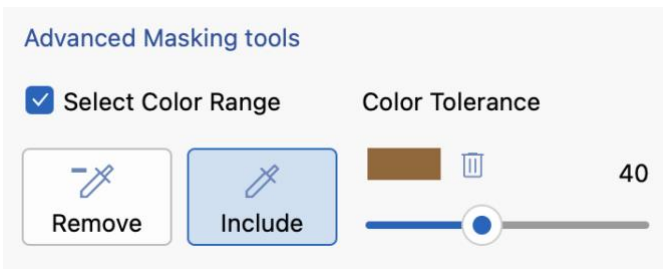 Advanced Masking tools
Select Color Range
Color Tolerance
40
Remove
Include